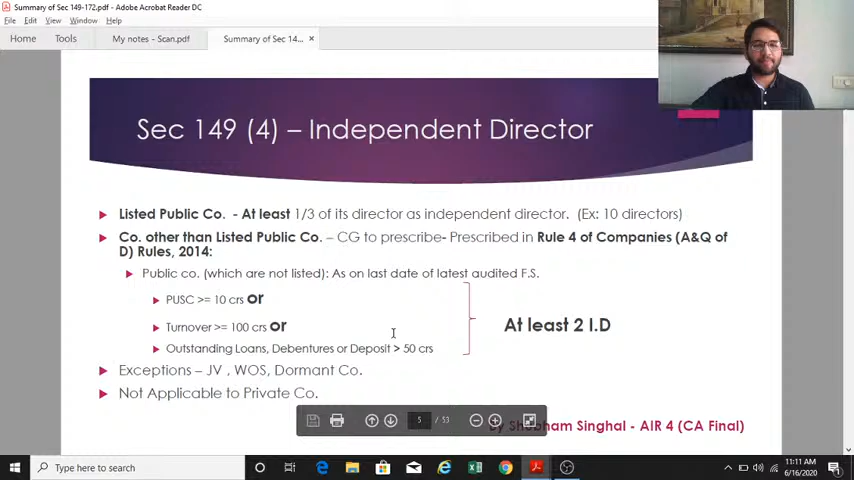 Summary of Sec 149-172.pdf - Adobe Acrobat Reader DC
File Edit View Window Help
Home Tools My notes - Scan.pdf Summary of Sec 14... ×
Sec 149 (4) – Independent Director
Listed Public Co. - At least 1/3 of its director as independent director. (Ex: 10 directors)
Co. other than Listed Public Co. – CG to prescribe- Prescribed in Rule 4 of Companies (A&Q of
D) Rules, 2014:
Public co. (which are not listed): As on last date of latest audited F.S.
PUSC >= 10 crs or
Turnover >= 100 crs or
At least 2 I.D
Outstanding Loans, Debentures or Deposit > 50 crs
Exceptions – JV , WOS, Dormant Co.
Not Applicable to Private Co.
5 / 53
By Shubham Singhal - AIR 4 (CA Final)
Type here to search
11:11 AM
6/16/2020